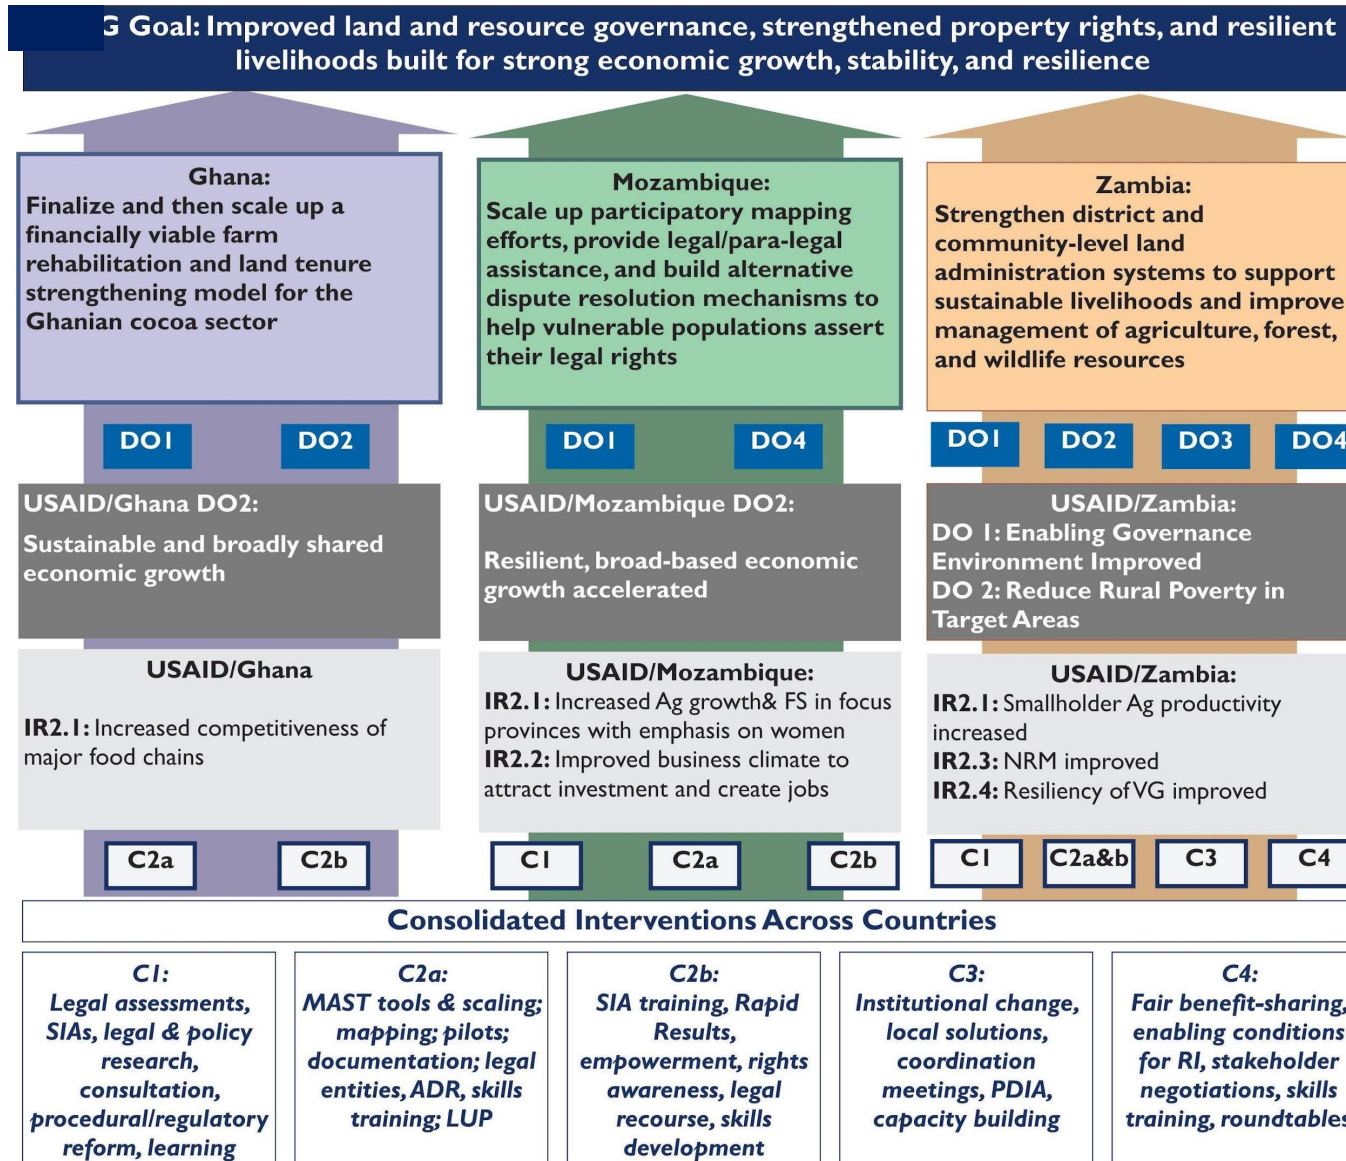 G Goal: Improved land and resource governance, strengthened property rights, and resilient
livelihoods built for strong economic growth, stability, and resilience
Ghana:
Finalize and then scale up a
financially viable farm
rehabilitation and land tenure
strengthening model for the
Ghanian cocoa sector
Mozambique:
Scale up participatory mapping
efforts, provide legal/para-legal
assistance, and build alternative
dispute resolution mechanisms to
help vulnerable populations assert
their legal rights
Zambia:
Strengthen district and
community-level land
administration systems to support
sustainable livelihoods and improve
management of agriculture, forest,
and wildlife resources
DO1
DO2
DO1
DO4
DO1
DO2
DO3
DO4
USAID/Ghana DO2:
Sustainable and broadly shared
economic growth
USAID/Mozambique DO2:
Resilient, broad-based economic
growth accelerated
USAID/Zambia:
DO 1: Enabling Governance
Environment Improved
DO 2: Reduce Rural Poverty in
Target Areas
USAID/Ghana
IR2.1: Increased competitiveness of
major food chains
USAID/Mozambique:
IR2.1: Increased Ag growth& FS in focus
provinces with emphasis on women
IR2.2: Improved business climate to
attract investment and create jobs
USAID/Zambia:
IR2.1: Smallholder Ag productivity
increased
IR2.3: NRM improved
IR2.4: Resiliency of VG improved
C2a
C2b
C1
C2a
C2b
C1
C2a&b
C3
C4
Consolidated Interventions Across Countries
C1:
Legal assessments,
SIAs, legal & policy
research,
consultation,
procedural/regulatory
reform, learning
C2a:
MAST tools & scaling;
mapping; pilots;
documentation; legal
entities, ADR, skills
training; LUP
C2b:
SIA training, Rapid
Results,
empowerment, rights
awareness, legal
recourse, skills
development
C3:
Institutional change,
local solutions,
coordination
meetings, PDIA,
capacity building
C4:
Fair benefit-sharing,
enabling conditions
for RI, stakeholder
negotiations, skills
training, roundtables